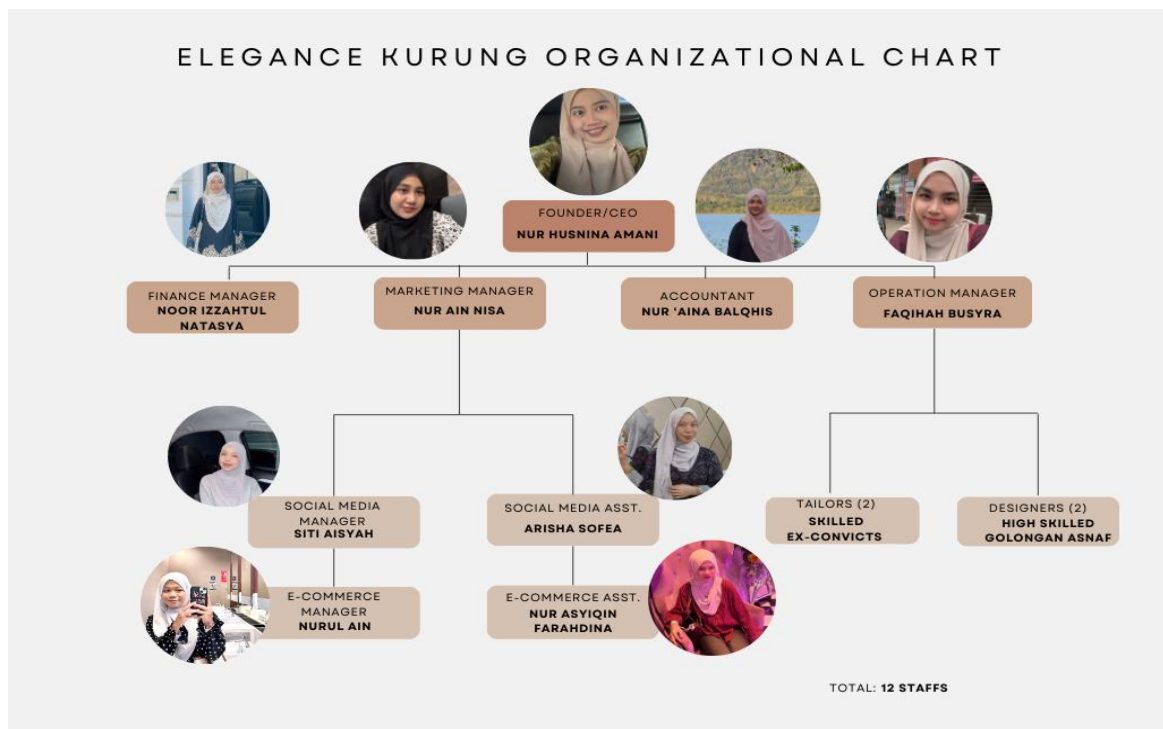 ELEGANCE KURUNG ORGANIZATIONAL CHART
FOUNDER/CEO
NUR HUSNINA AMANI
FINANCE MANAGER
NOOR IZZAHTUL
NATASYA
MARKETING MANAGER
NUR AIN NISA
ACCOUNTANT
NUR 'AINA BALQHIS
OPERATION MANAGER
FAQIHAH BUSYRA
SOCIAL MEDIA
MANAGER
SITI AISYAH
SOCIAL MEDIA ASST.
ARISHA SOFEA
TAILORS (2)
SKILLED
EX-CONVICTS
DESIGNERS (2)
HIGH SKILLED
GOLONGAN ASNAF
E-COMMERCE
MANAGER
NURUL AIN
E-COMMERCE ASST.
NUR ASYIQIN
FARAHDINA
TOTAL: 12 STAFFS